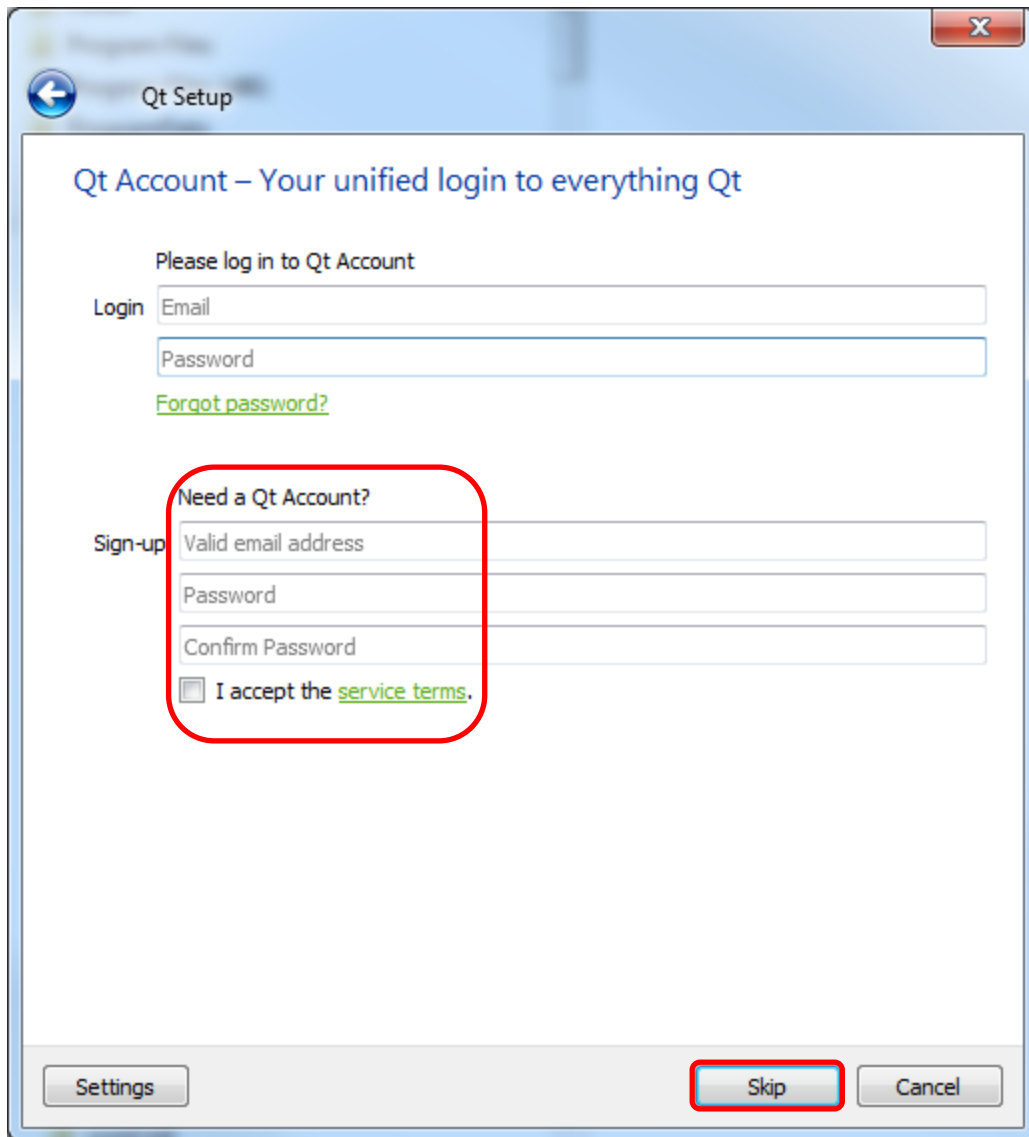 Program Files
Qt Setup
Qt Account – Your unified login to everything Qt
Please log in to Qt Account
Login Email
Password
Forgot password?
Need a Qt Account?
Sign-up Valid email address
Password
Confirm Password
I accept the service terms.
Settings Skip Cancel